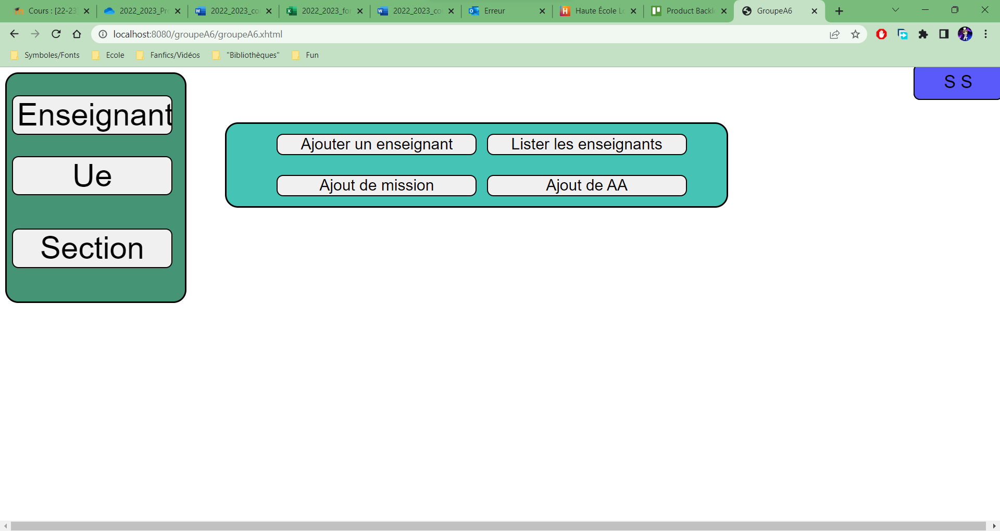 Cours : [22-23
2022_2023_Pr
2022_2023_co
2022_2023_for
2022_2023_co
Erreur
Haute École Lo
Product Backl
GroupeA6
localhost:8080/groupeA6/groupeA6.xhtml
Symboles/Fonts
Ecole
Fanfics/Vidéos
"Bibliothèques"
Fun
S S
Enseignant
Ue
Section
Ajouter un enseignant
Lister les enseignants
Ajout de mission
Ajout de AA